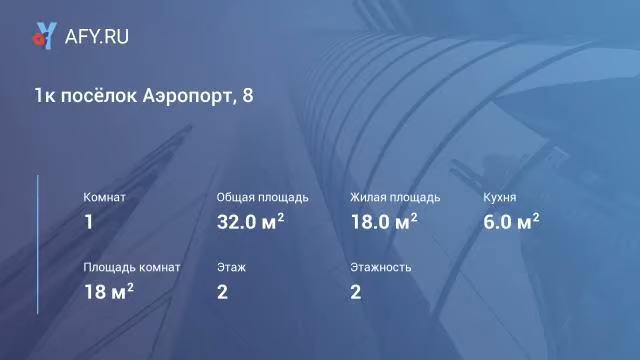 AFY.RU
1к посёлок Аэропорт, 8
Комнат
1
Общая площадь
32.0 м²
Жилая площадь
18.0 м²
Кухня
6.0 м²
Площадь комнат
18 м²
Этаж
2
Этажность
2